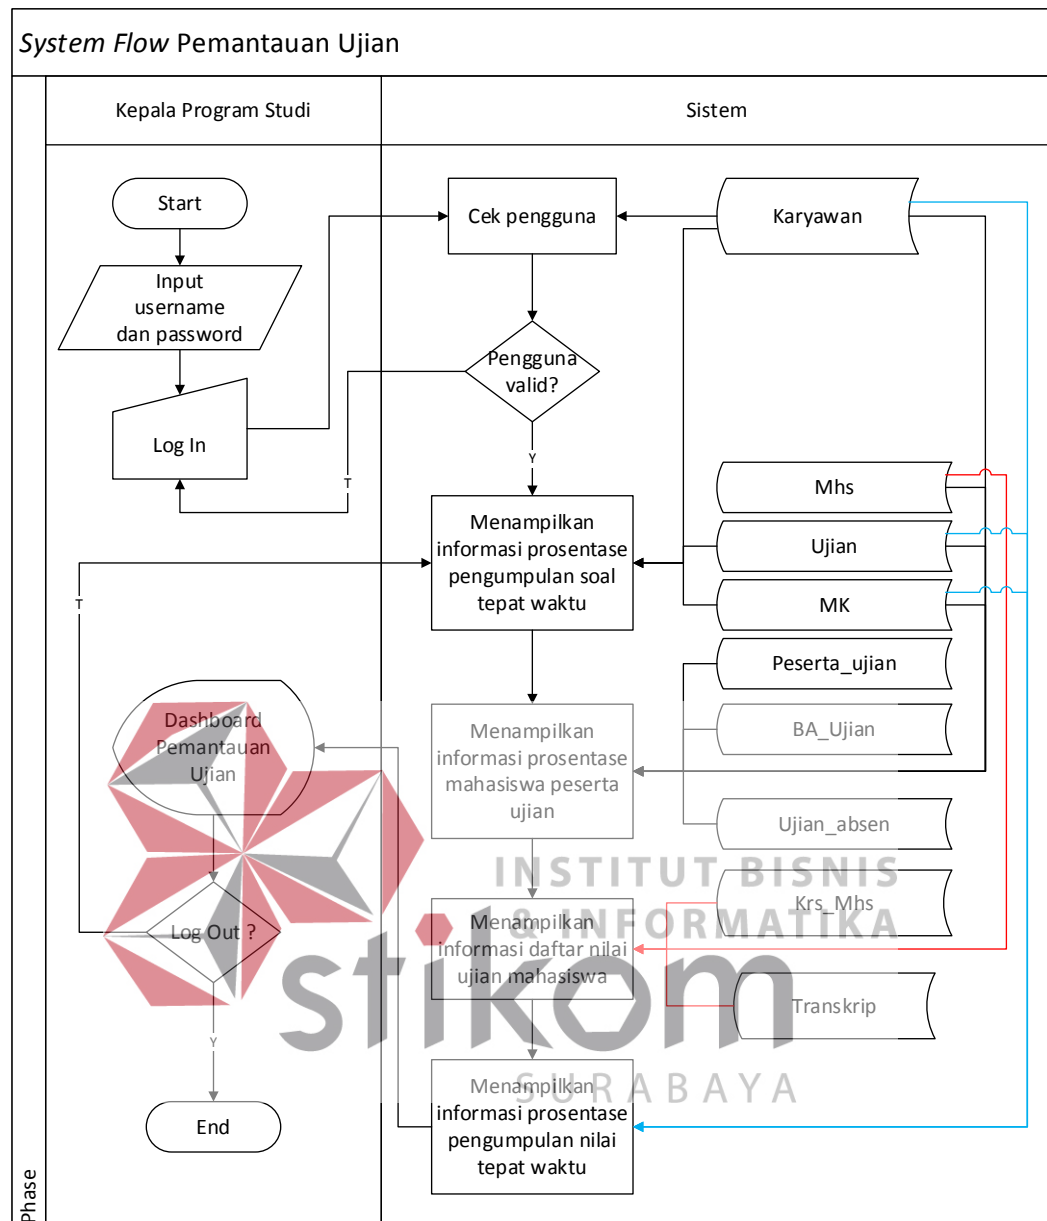 System Flow Pemantauan Ujian
Kepala Program Studi
Sistem
Start
Cek pengguna
Karyawan
Input
username
dan password
Pengguna
valid?
Log In
Y
T
Mhs
Menampilkan
informasi prosentase
pengumpulan soal
tepat waktu
Ujian
MK
T
Peserta_ujian
Dashboard
Pemantauan
Ujian
Menampilkan
informasi prosentase
mahasiswa peserta
ujian
BA_Ujian
Ujian_absen
INSTITUT BISNIS
& INFORMATIKA
Krs_Mhs
Log Out ?
Menampilkan
informasi daftar nilai
ujian mahasiswa
stikom
Transkrip
Y
SURABAYA
End
Menampilkan
informasi prosentase
pengumpulan nilai
tepat waktu
Phase